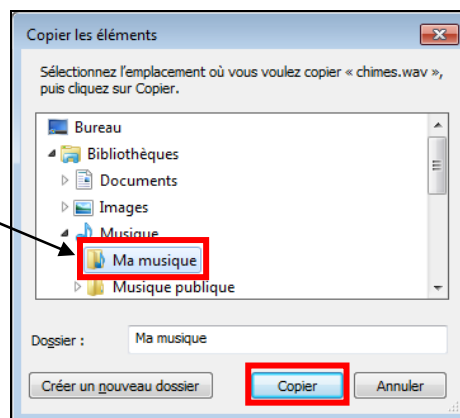 Copier les éléments
Sélectionnez l'emplacement où vous voulez copier « chimes.wav »,
puis cliquez sur Copier.
Bureau
Bibliothèques
Documents
Images
Musique
Ma musique
Musique publique
Dossier :
Ma musique
Créer un nouveau dossier
Copier
Annuler